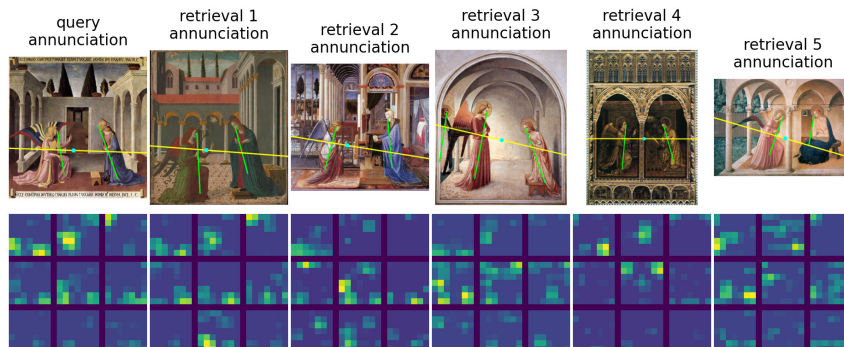 query
annunciation
retrieval 1
annunciation
retrieval 2
annunciation
retrieval 3
annunciation
retrieval 4
annunciation
retrieval 5
annunciation